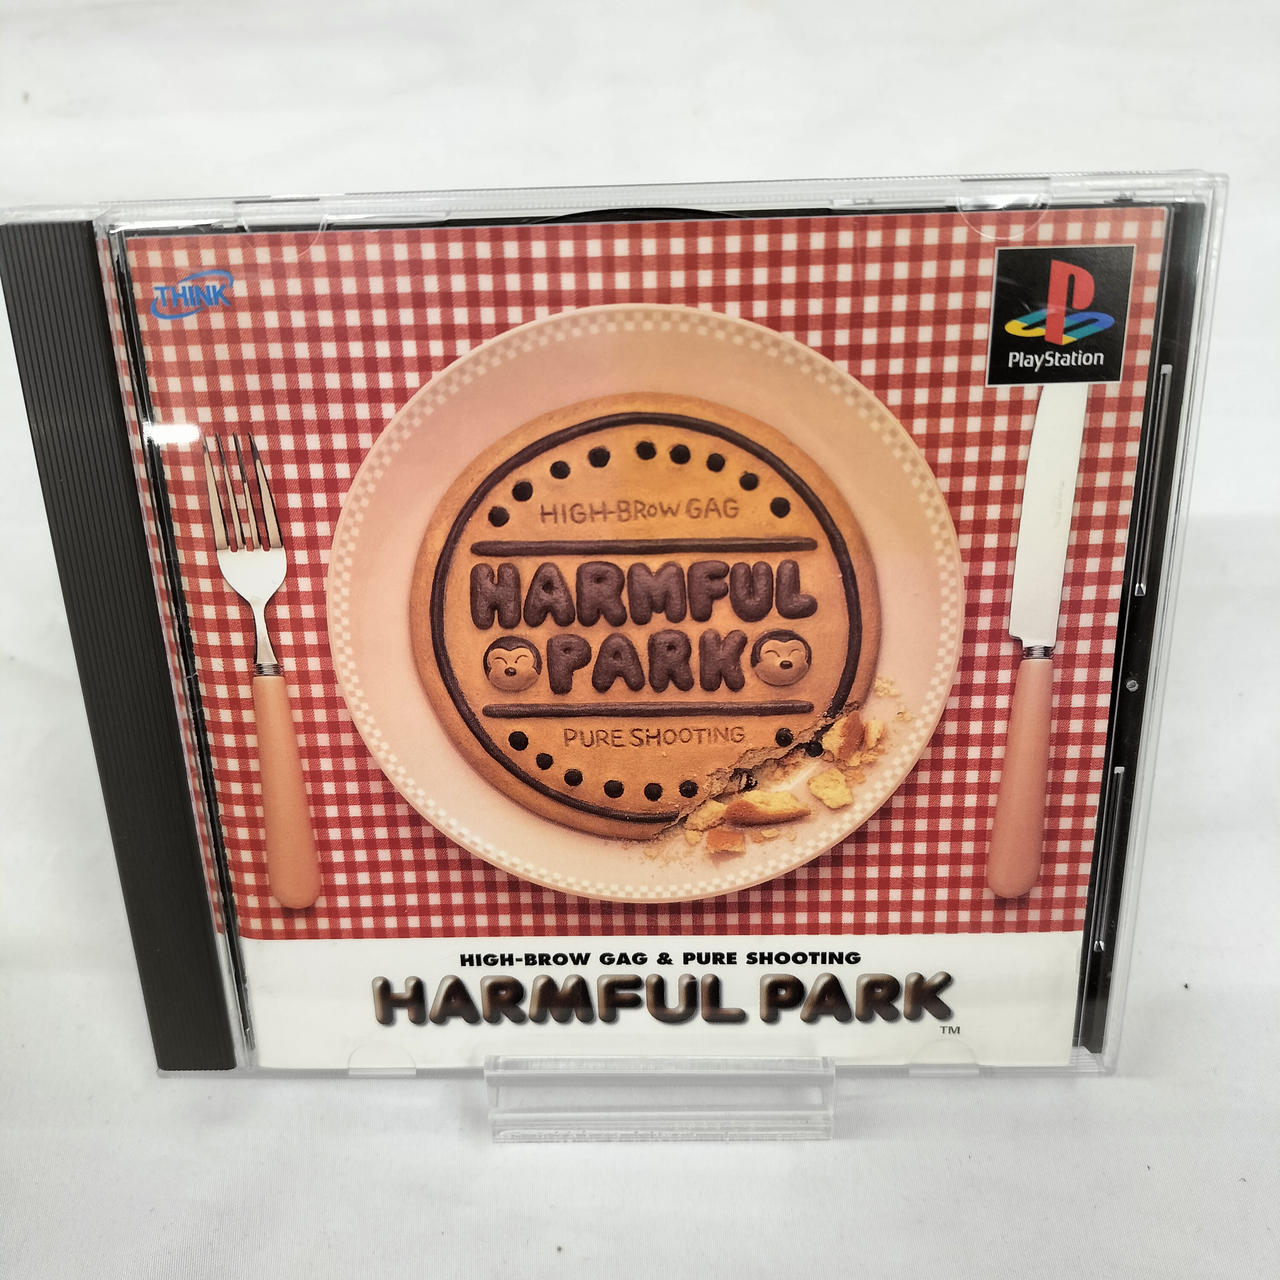 THINK
PlayStation
HIGH-BROW GAG
HARMFUL
PARK
PURE SHOOTING
HIGH-BROW GAG & PURE SHOOTING
HARMFUL PARK
TM